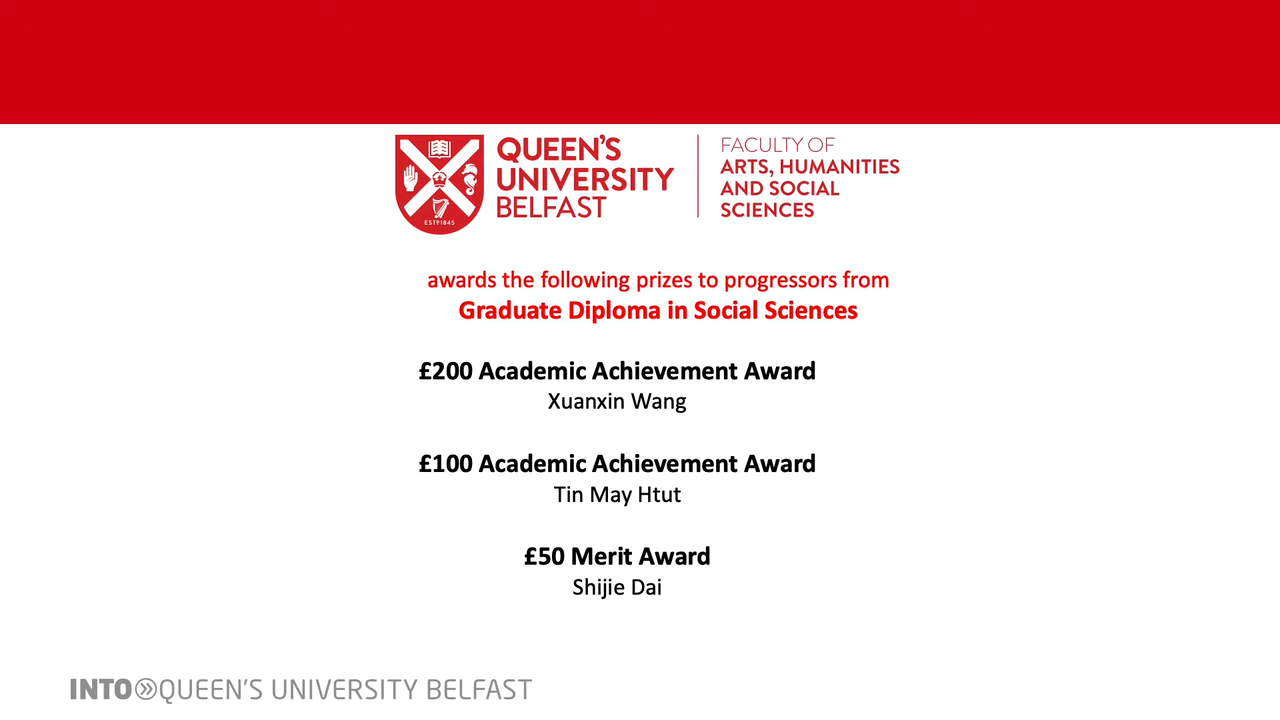 QUEEN'S
UNIVERSITY
BELFAST
ESTD1845
FACULTY OF
ARTS, HUMANITIES
AND SOCIAL
SCIENCES
awards the following prizes to progressors from
Graduate Diploma in Social Sciences
£200 Academic Achievement Award
Xuanxin Wang
£100 Academic Achievement Award
Tin May Htut
£50 Merit Award
Shijie Dai
INTO QUEEN'S UNIVERSITY BELFAST